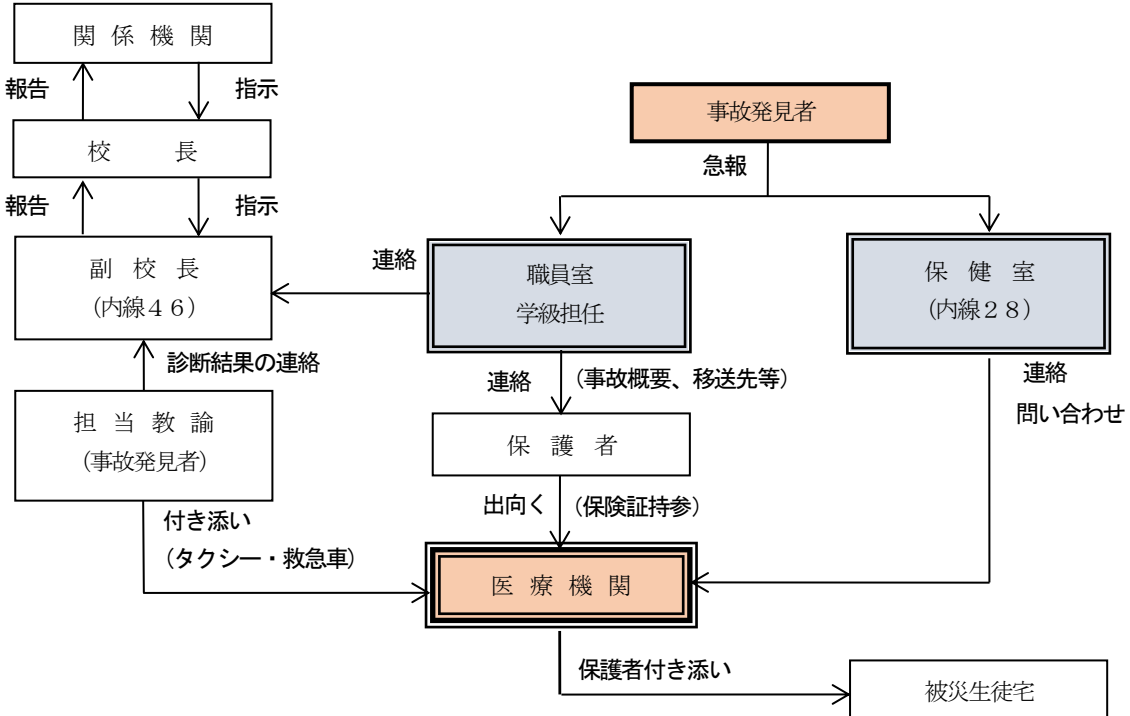 関 係 機 関
報告
指示
校 長
報告
指示
副 校 長
(内線46)
診断結果の連絡
担 当 教 諭
(事故発見者)
付き添い
(タクシー・救急車)
事故発見者
急報
連絡
職員室
学級担任
保 健 室
(内線28)
連絡
(事故概要、移送先等)
連絡
問い合わせ
保 護 者
出向く
(保険証持参)
医 療 機 関
保護者付き添い
被災生徒宅